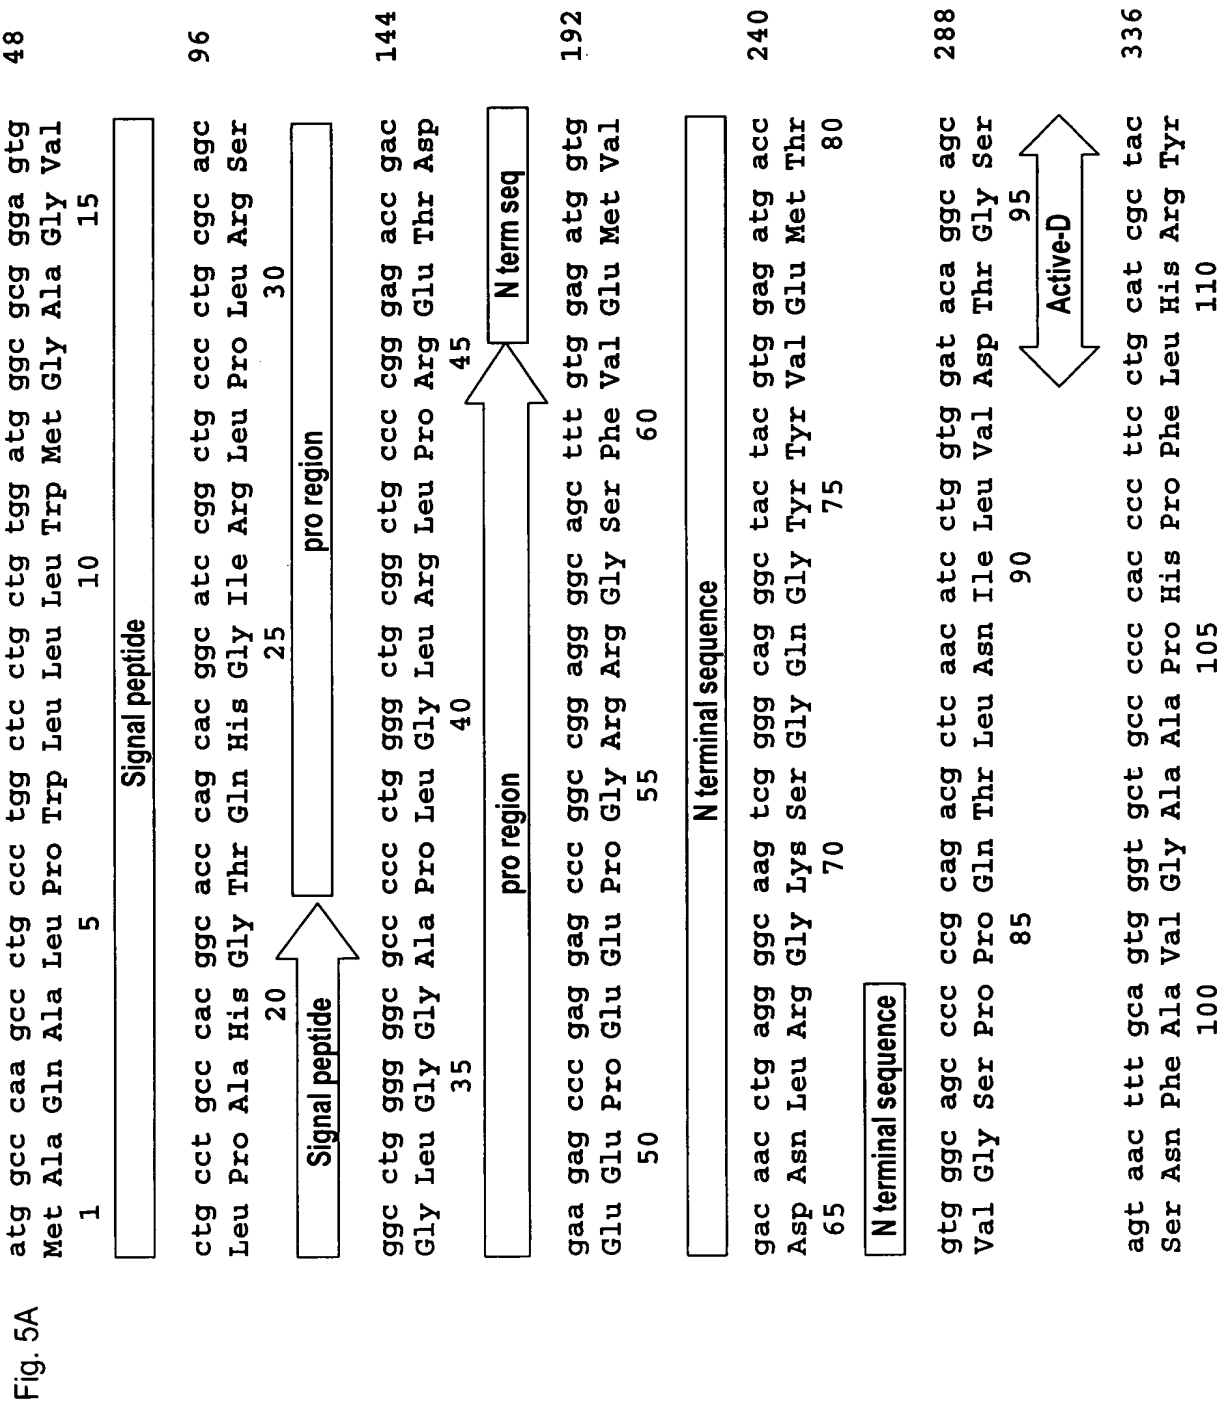 Fig. 5A
atg gcc caa gcc ctg ccc tgg ctc ctg ctg tgg atg ggc gcg gga gtg 48
Met Ala Gln Ala Leu Pro Trp Leu Leu Leu Trp Met Gly Ala Gly Val
1 5 10 15
Signal peptide
ctg cct gcc cac ggc acc cag cac ggc atc cgg ctg ccc ctg cgc agc 96
Leu Pro Ala His Gly Thr Gln His Gly Ile Arg Leu Pro Leu Arg Ser
20 25 30
Signal peptide pro region
ggc ctg ggg ggc gcc ccc ctg ggg ctg cgg ctg ccc cgg gag acc gac 144
Gly Leu Gly Gly Ala Pro Leu Gly Leu Arg Leu Pro Arg Glu Thr Asp
35 40 45
pro region N term seq
gaa gag ccc gag gag ccc ggc cgg agg ggc agc ttt gtg gag atg gtg 192
Glu Glu Pro Glu Glu Pro Gly Arg Arg Gly Ser Phe Val Glu Met Val
50 55 60
N terminal sequence
gac aac ctg agg ggc aag tcg ggg cag ggc tac tac gtg gag atg acc 240
Asp Asn Leu Arg Gly Lys Ser Gly Gln Gly Tyr Tyr Val Glu Met Thr
65 70 75 80
N terminal sequence
gtg ggc agc ccc ccg cag acg ctc aac atc ctg gtg gat aca ggc agc 288
Val Gly Ser Pro Pro Gln Thr Leu Asn Ile Leu Val Asp Thr Gly Ser
85 90 95
Active-D
agt aac ttt gca gtg ggt gct gcc ccc cac ccc ttc ctg cat cgc tac 336
Ser Asn Phe Ala Val Gly Ala Ala Pro His Pro Phe Leu His Arg Tyr
100 105 110